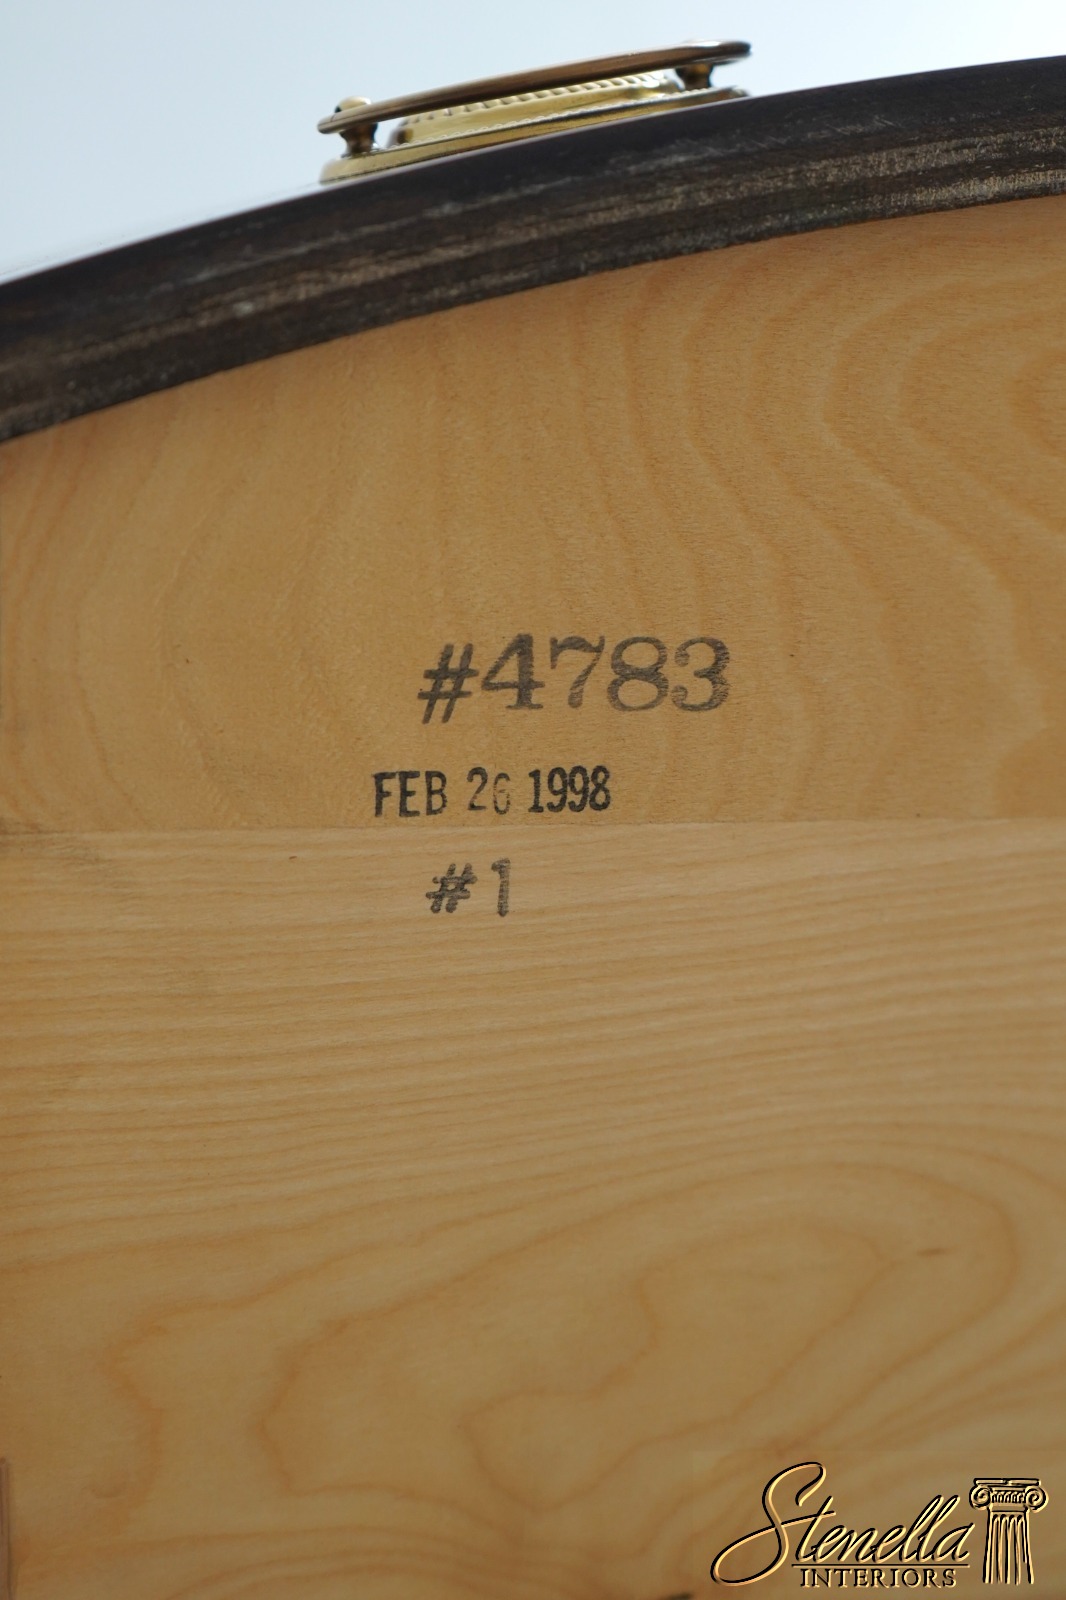 #4783
FEB 26 1998
#1
Stenella
INTERIORS